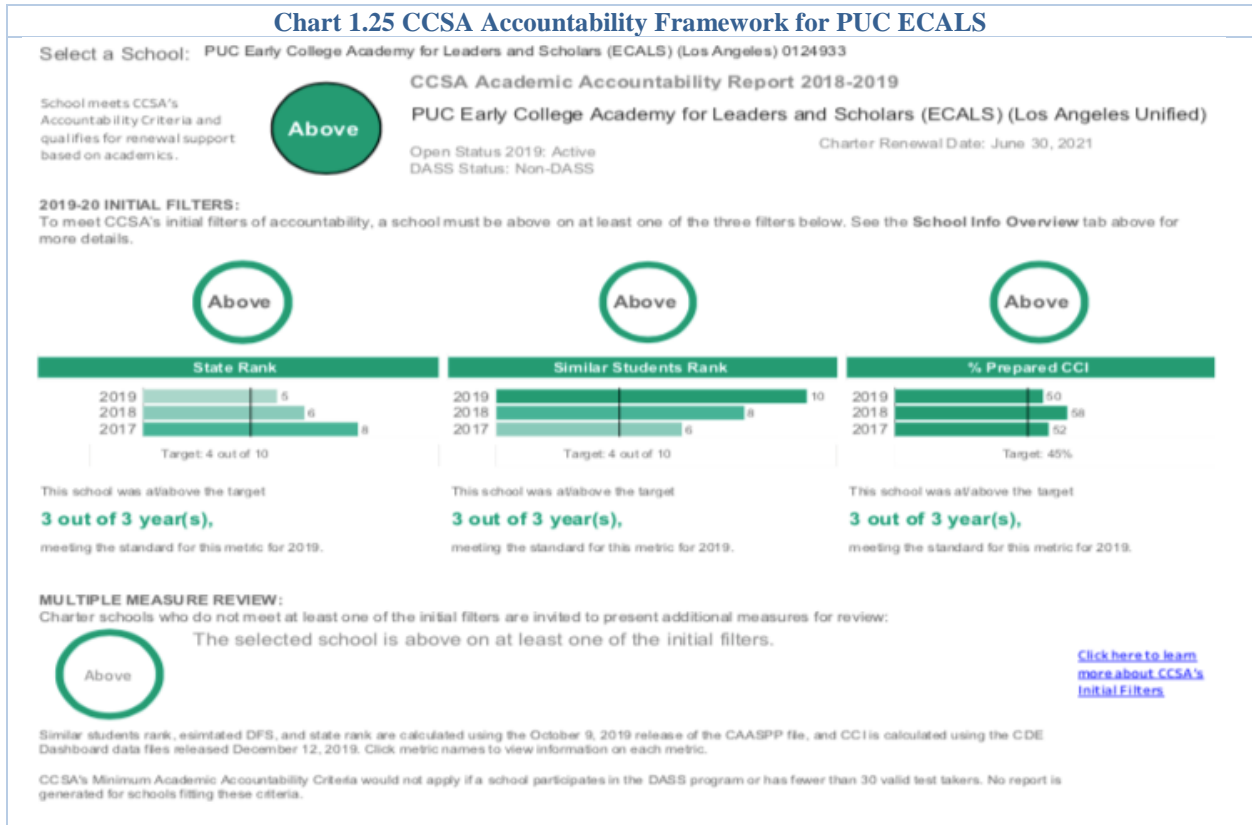 Chart 1.25 CCSA Accountability Framework for PUC ECALS
Select a School: PUC Early College Academy for Leaders and Scholars (ECALS) (Los Angeles) 0124933
School meets CCSA's
Accountability Criteria and
qualifies for renewal support
based on academics.
Above
CCSA Academic Accountability Report 2018-2019
PUC Early College Academy for Leaders and Scholars (ECALS) (Los Angeles Unified)
Open Status 2019: Active
DASS Status: Non-DASS
Charter Renewal Date: June 30, 2021
2019-20 INITIAL FILTERS:
To meet CCSA's initial filters of accountability, a school must be above on at least one of the three filters below. See the School Info Overview tab above for
more details.
Above
State Rank
2019 5
2018 6
2017 8
Target: 4 out of 10
This school was at/above the target
3 out of 3 year(s),
meeting the standard for this metric for 2019.
Above
Similar Students Rank
2019 10
2018 8
2017 6
Target: 4 out of 10
This school was at/above the target
3 out of 3 year(s),
meeting the standard for this metric for 2019.
Above
% Prepared CCI
2019 50
2018 58
2017 52
Target: 45%
This school was at/above the target
3 out of 3 year(s),
meeting the standard for this metric for 2019.
MULTIPLE MEASURE REVIEW:
Charter schools who do not meet at least one of the initial filters are invited to present additional measures for review:
Above
The selected school is above on at least one of the initial filters.
Click here to learn
more about CCSA's
Initial Filters
Similar students rank, esimtated DFS, and state rank are calculated using the October 9, 2019 release of the CAASPP file, and CCI is calculated using the CDE
Dashboard data files released December 12, 2019. Click metric names to view information on each metric.
CCSA's Minimum Academic Accountability Criteria would not apply if a school participates in the DASS program or has fewer than 30 valid test takers. No report is
generated for schools fitting these criteria.